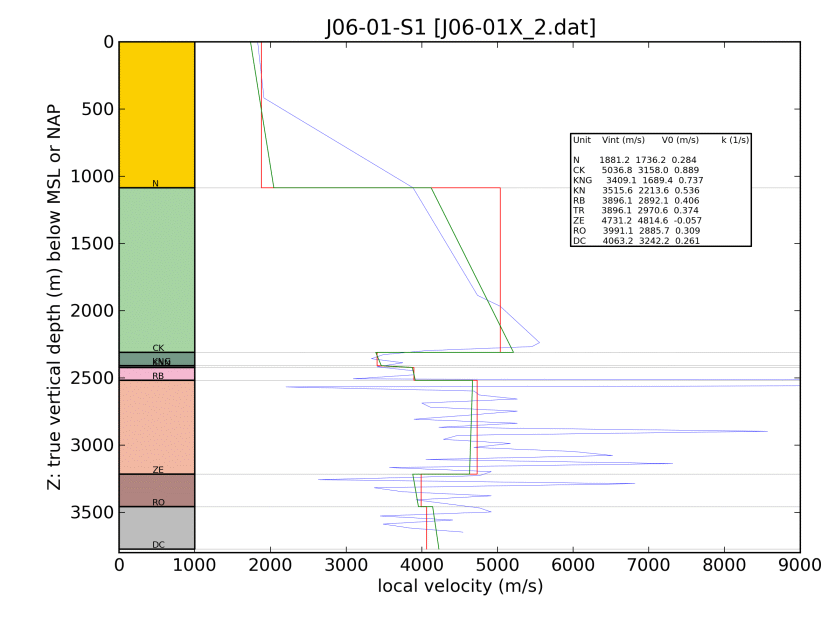 J06-01-S1 [J06-01X_2.dat]
0
500
1000
1500
2000
2500
3000
3500
Z: true vertical depth (m) below MSL or NAP
N
CK
KNG
RB
ZE
RO
DC
Unit Vint (m/s) V0 (m/s) k (1/s)
N 1881.2 1736.2 0.284
CK 5036.8 3158.0 0.889
KNG 3409.1 1689.4 0.737
KN 3515.6 2213.6 0.536
RB 3896.1 2892.1 0.406
TR 3896.1 2970.6 0.374
ZE 4731.2 4814.6 -0.057
RO 3991.1 2885.7 0.309
DC 4063.2 3242.2 0.261
0 1000 2000 3000 4000 5000 6000 7000 8000 9000
local velocity (m/s)